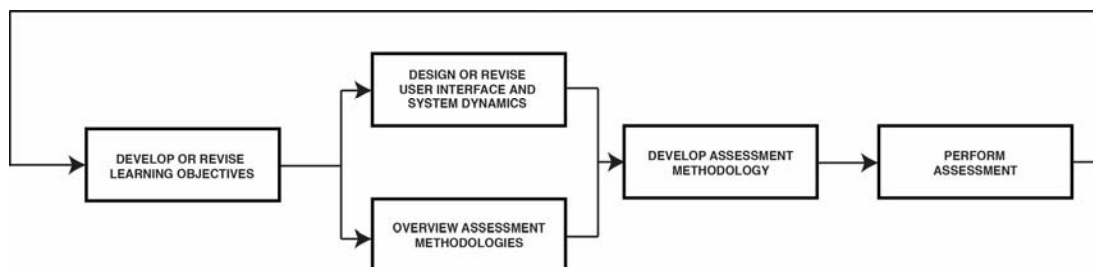 DESIGN OR REVISE
USER INTERFACE AND
SYSTEM DYNAMICS
DEVELOP OR REVISE
LEARNING OBJECTIVES
OVERVIEW ASSESSMENT
METHODOLOGIES
DEVELOP ASSESSMENT
METHODOLOGY
PERFORM
ASSESSMENT